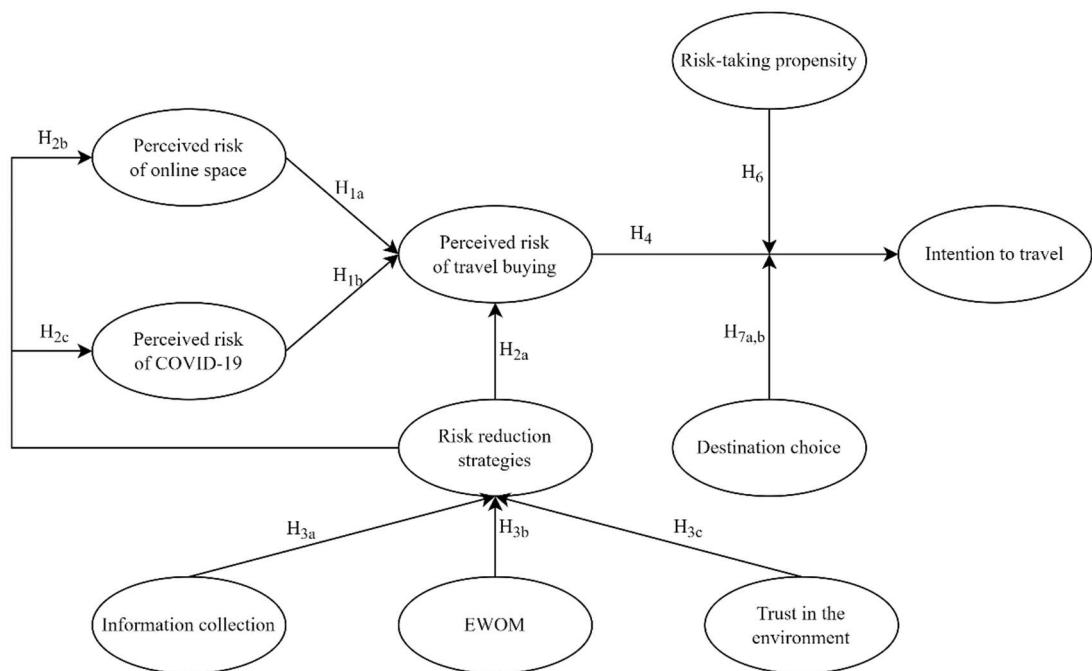 Risk-taking propensity
H2b
Perceived risk
of online space
H1a
H6
Perceived risk
of travel buying
H4
Intention to travel
H1b
H2c
Perceived risk
of COVID-19
H2a
H7a,b
Risk reduction
strategies
Destination choice
H3a
H3b
H3c
Information collection
EWOM
Trust in the
environment